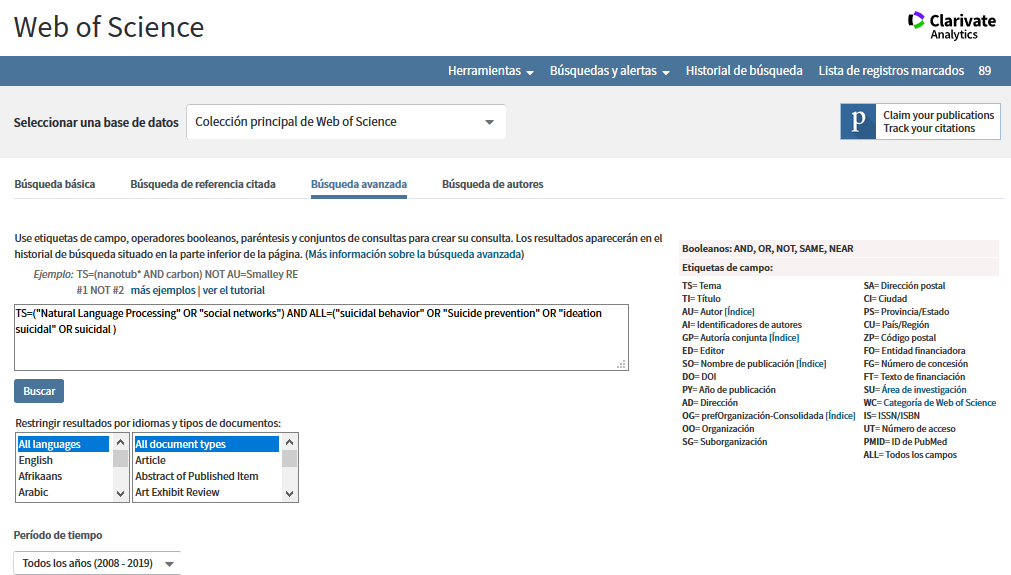 Web of Science
Clarivate
Analytics
Herramientas Búsquedas y alertas Historial de búsqueda Lista de registros marcados 89
Seleccionar una base de datos Colección principal de Web of Science
p Claim your publications
Track your citations
Búsqueda básica Búsqueda de referencia citada Búsqueda avanzada Búsqueda de autores
Use etiquetas de campo, operadores booleanos, paréntesis y conjuntos de consultas para crear su consulta. Los resultados aparecerán en el
historial de búsqueda situado en la parte inferior de la página. (Más información sobre la búsqueda avanzada)
Ejemplo: TS=(nanotub* AND carbon) NOT AU=Smalley RE
#1 NOT #2 más ejemplos | ver el tutorial
TS=("Natural Language Processing" OR "social networks") AND ALL=("suicidal behavior" OR "Suicide prevention" OR "ideation
suicidal" OR suicidal )
Buscar
Restringir resultados por idiomas y tipos de documentos:
All languages
English
Afrikaans
Arabic
All document types
Article
Abstract of Published Item
Art Exhibit Review
Período de tiempo
Todos los años (2008 - 2019)
Booleanos: AND, OR, NOT, SAME, NEAR
Etiquetas de campo:
TS= Tema
TI= Título
AU= Autor [Índice]
AI= Identificadores de autores
GP= Autoría conjunta [Índice]
ED= Editor
SO= Nombre de publicación [Índice]
DO= DOI
PY= Año de publicación
AD= Dirección
OG= prefOrganización-Consolidada [Índice]
OO= Organización
SG= Suborganización
SA= Dirección postal
CI= Ciudad
PS= Provincia/Estado
CU= País/Región
ZP= Código postal
FO= Entidad financiadora
FG= Número de concesión
FT= Texto de financiación
SU= Área de investigación
WC= Categoría de Web of Science
IS= ISSN/ISBN
UT= Número de acceso
PMID= ID de PubMed
ALL= Todos los campos